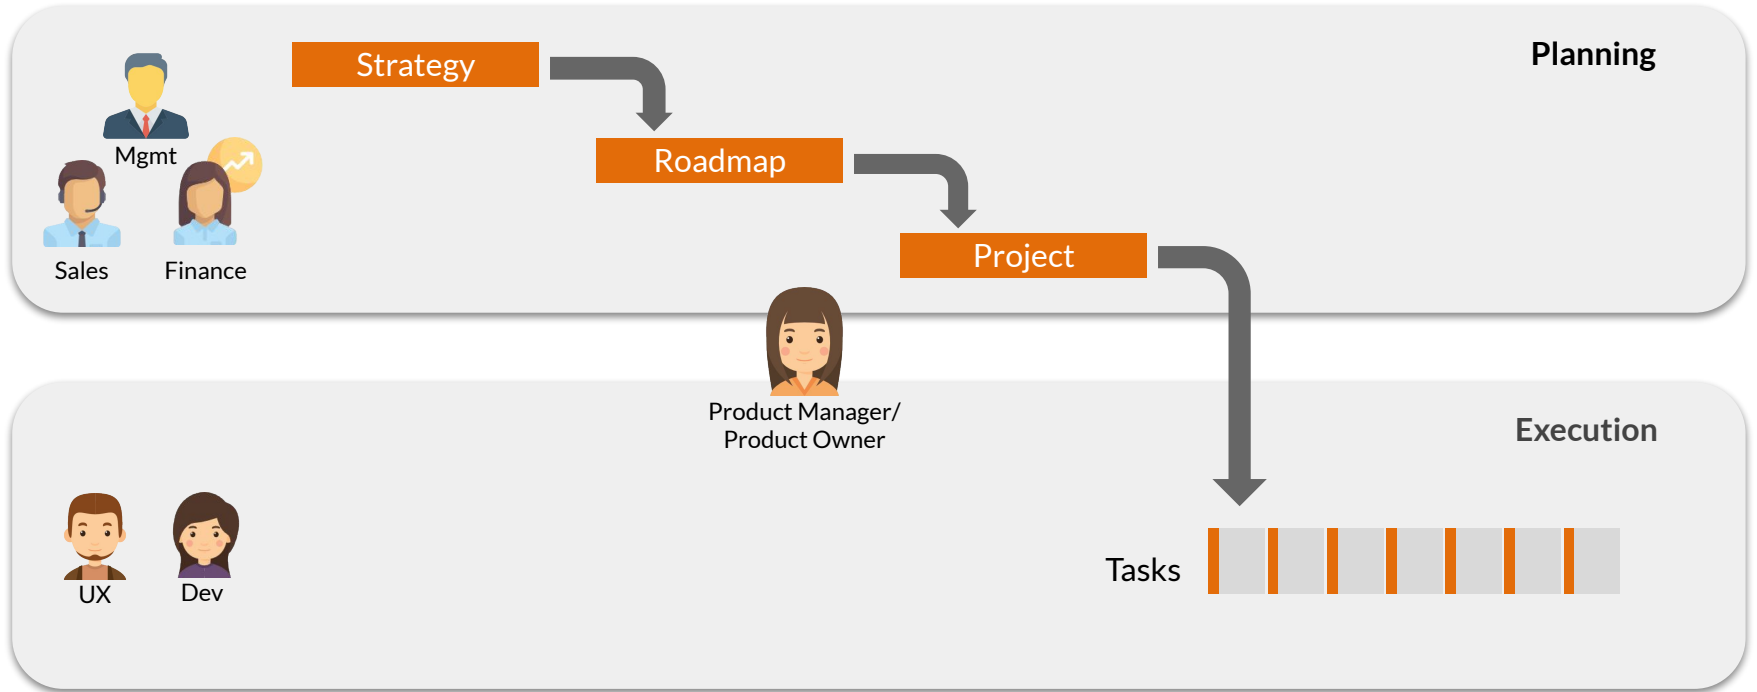 Strategy
Planning
Mgmt
Roadmap
Project
Sales
Finance
Product Manager/
Product Owner
Execution
Tasks
UX
Dev